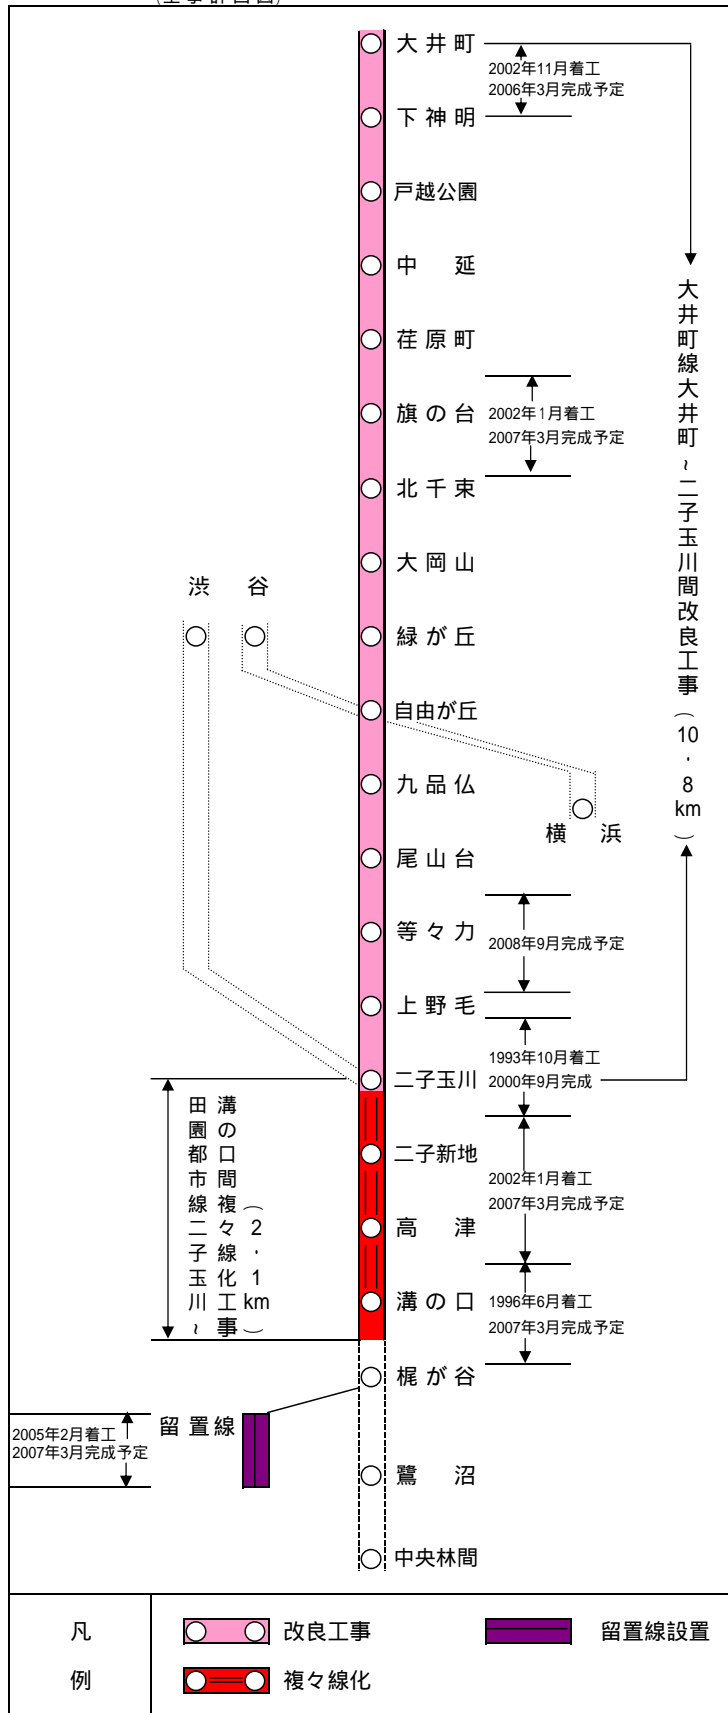 (工事計画図)
大井町
2002年11月着工
2006年3月完成予定
下神明
戸越公園
中　延
荏原町
旗の台
2002年1月着工
2007年3月完成予定
北千束
大岡山
渋　谷
緑が丘
自由が丘
九品仏
横　浜
尾山台
等々力
2008年9月完成予定
上野毛
1993年10月着工
2000年9月完成
二子玉川
二子新地
2002年1月着工
2007年3月完成予定
高　津
溝の口
1996年6月着工
2007年3月完成予定
梶が谷
鷺　沼
中央林間
大井町線大井町～二子玉川間改良工事（10・8km）
田園都市線二子玉川～
溝の口間複々線化工事
（2・1km）
留置線
2005年2月着工
2007年3月完成予定
凡
例
改良工事
留置線設置
複々線化